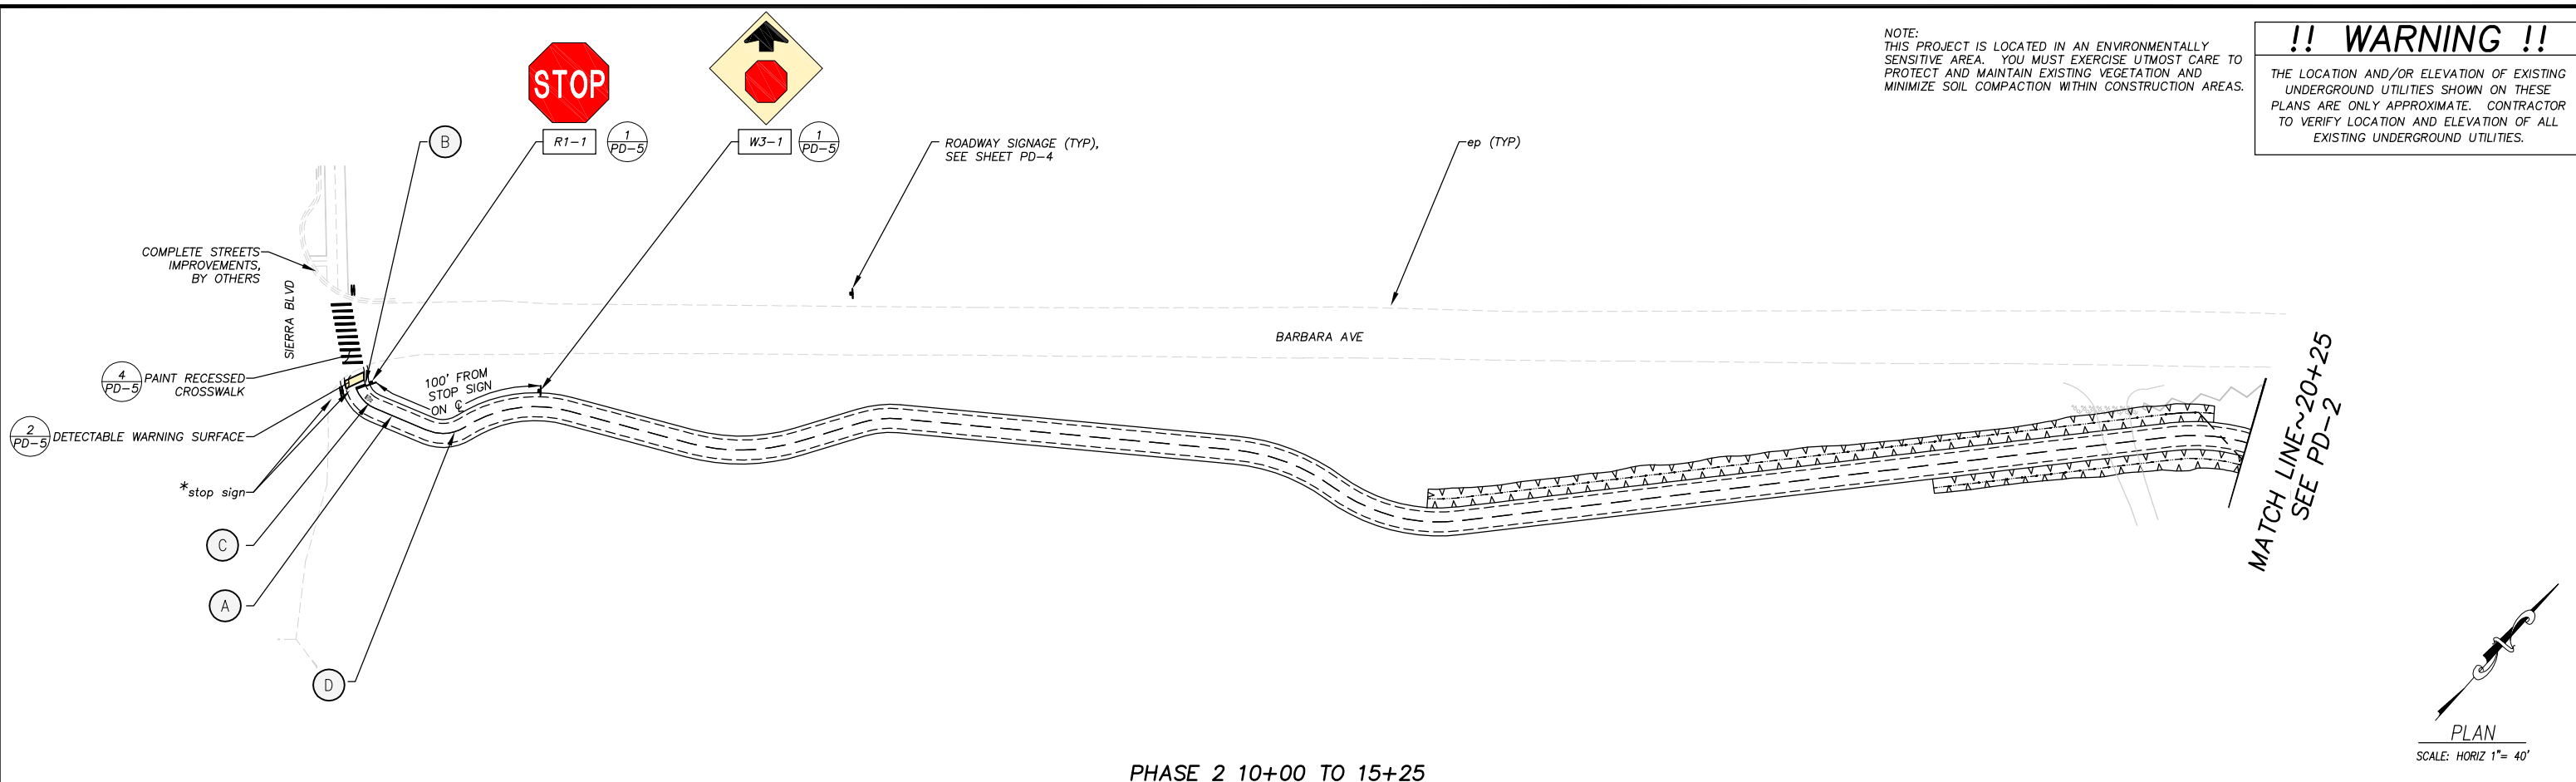 NOTE:
THIS PROJECT IS LOCATED IN AN ENVIRONMENTALLY
SENSITIVE AREA. YOU MUST EXERCISE UTMOST CARE TO
PROTECT AND MAINTAIN EXISTING VEGETATION AND
MINIMIZE SOIL COMPACTION WITHIN CONSTRUCTION AREAS.
!! WARNING !!
THE LOCATION AND/OR ELEVATION OF EXISTING
UNDERGROUND UTILITIES SHOWN ON THESE
PLANS ARE ONLY APPROXIMATE. CONTRACTOR
TO VERIFY LOCATION AND ELEVATION OF ALL
EXISTING UNDERGROUND UTILITIES.
STOP
B
R1-1
1
PD-5
W3-1
1
PD-5
ROADWAY SIGNAGE (TYP),
SEE SHEET PD-4
ep (TYP)
COMPLETE STREETS
IMPROVEMENTS,
BY OTHERS
SIERRA BLVD
BARBARA AVE
4
PD-5
PAINT RECESSED
CROSSWALK
100' FROM
STOP SIGN
ON ℄
2
PD-5
DETECTABLE WARNING SURFACE
*stop sign
C
A
D
MATCH LINE~20+25
SEE PD-2
PLAN
SCALE: HORIZ 1"= 40'
PHASE 2 10+00 TO 15+25